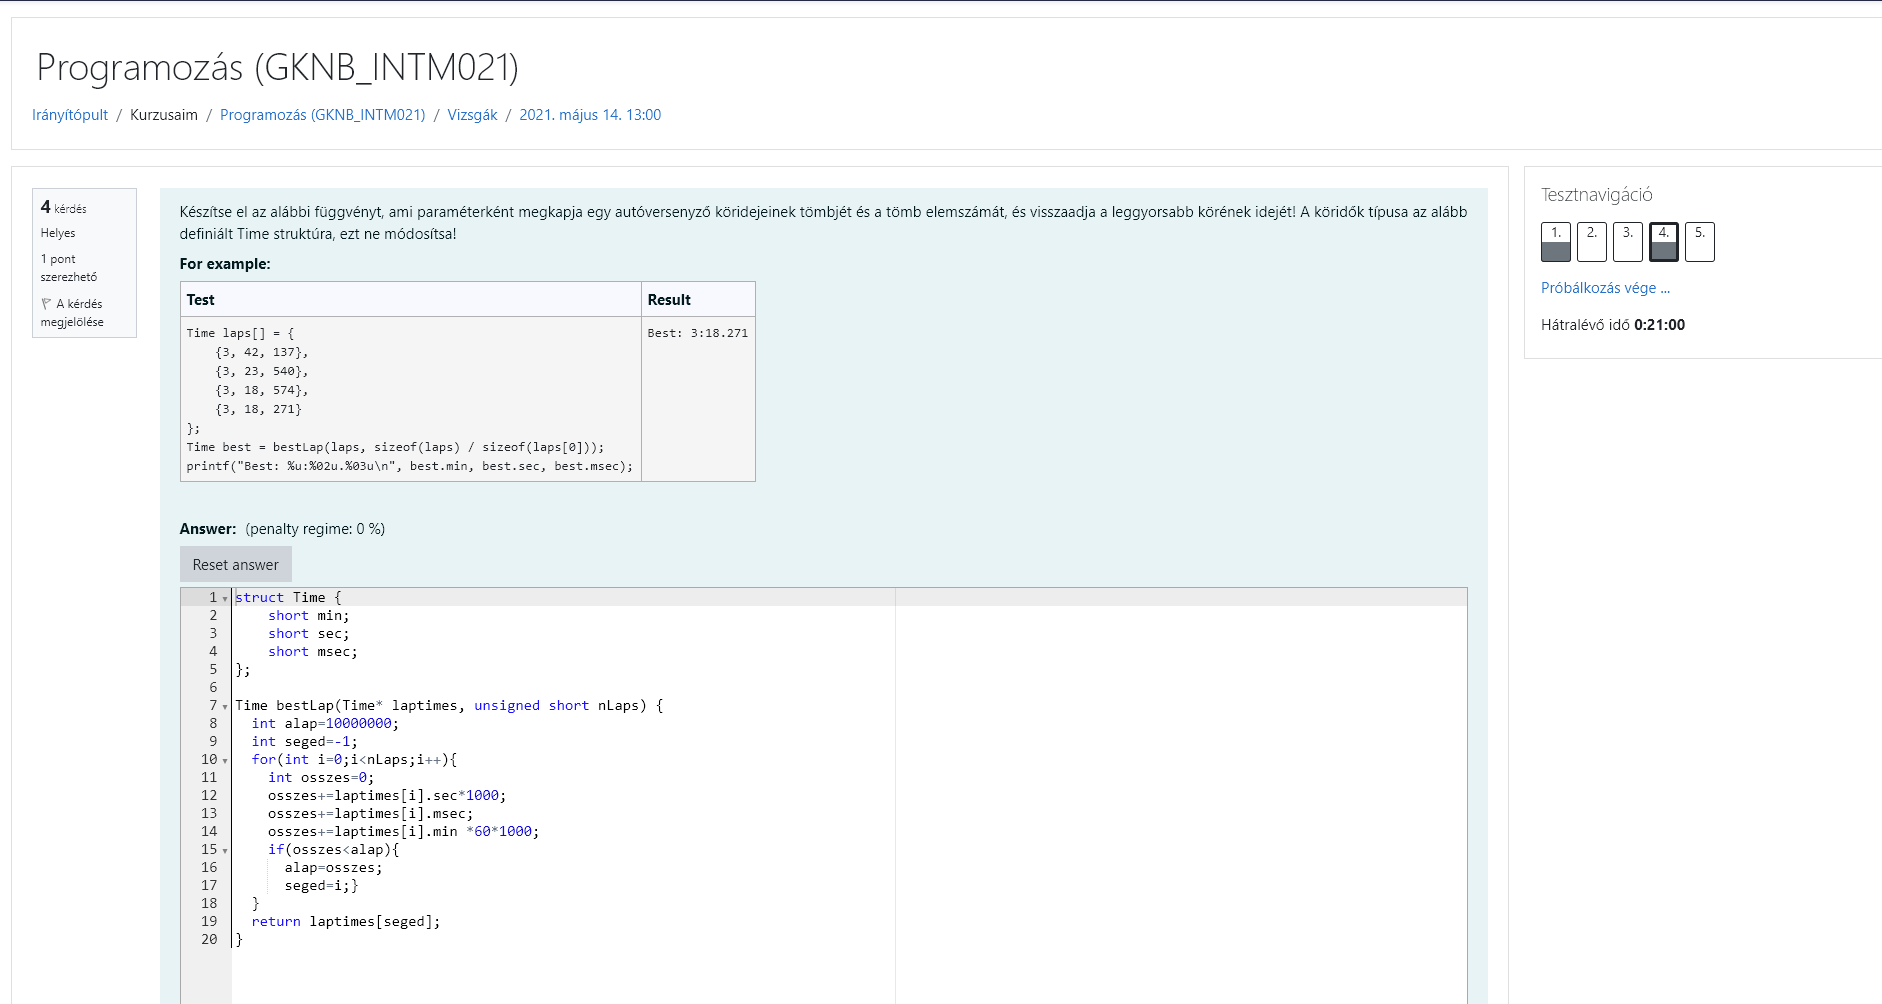 Programozás (GKNB_INTM021)
Irányítópult / Kurzusaim / Programozás (GKNB_INTM021) / Vizsgák / 2021. május 14. 13:00
4 kérdés
Helyes
1 pont
szerezhető
A kérdés
megjelölése
Készítse el az alábbi függvényt, ami paraméterként megkapja egy autóversenyző köridejeinek tömbjét és a tömb elemszámát, és visszaadja a leggyorsabb körének idejét! A köridők típusa az alább
definiált Time struktúra, ezt ne módosítsa!
For example:
Test Result
Time laps[] = { Best: 3:18.271
{3, 42, 137},
{3, 23, 540},
{3, 18, 574},
{3, 18, 271}
};
Time best = bestLap(laps, sizeof(laps) / sizeof(laps[0]));
printf("Best: %u:%02u.%03u\n", best.min, best.sec, best.msec);
Answer: (penalty regime: 0 %)
Reset answer
1 struct Time {
2 short min;
3 short sec;
4 short msec;
5 };
6
7 Time bestLap(Time* laptimes, unsigned short nLaps) {
8 int alap=10000000;
9 int seged=-1;
10 for(int i=0;i<nLaps;i++){
11 int osszes=0;
12 osszes+=laptimes[i].sec*1000;
13 osszes+=laptimes[i].msec;
14 osszes+=laptimes[i].min *60*1000;
15 if(osszes<alap){
16 alap=osszes;
17 seged=i;}
18 }
19 return laptimes[seged];
20 }
Tesztnavigáció
1. 2. 3. 4. 5.
Próbálkozás vége ...
Hátralévő idő 0:21:00